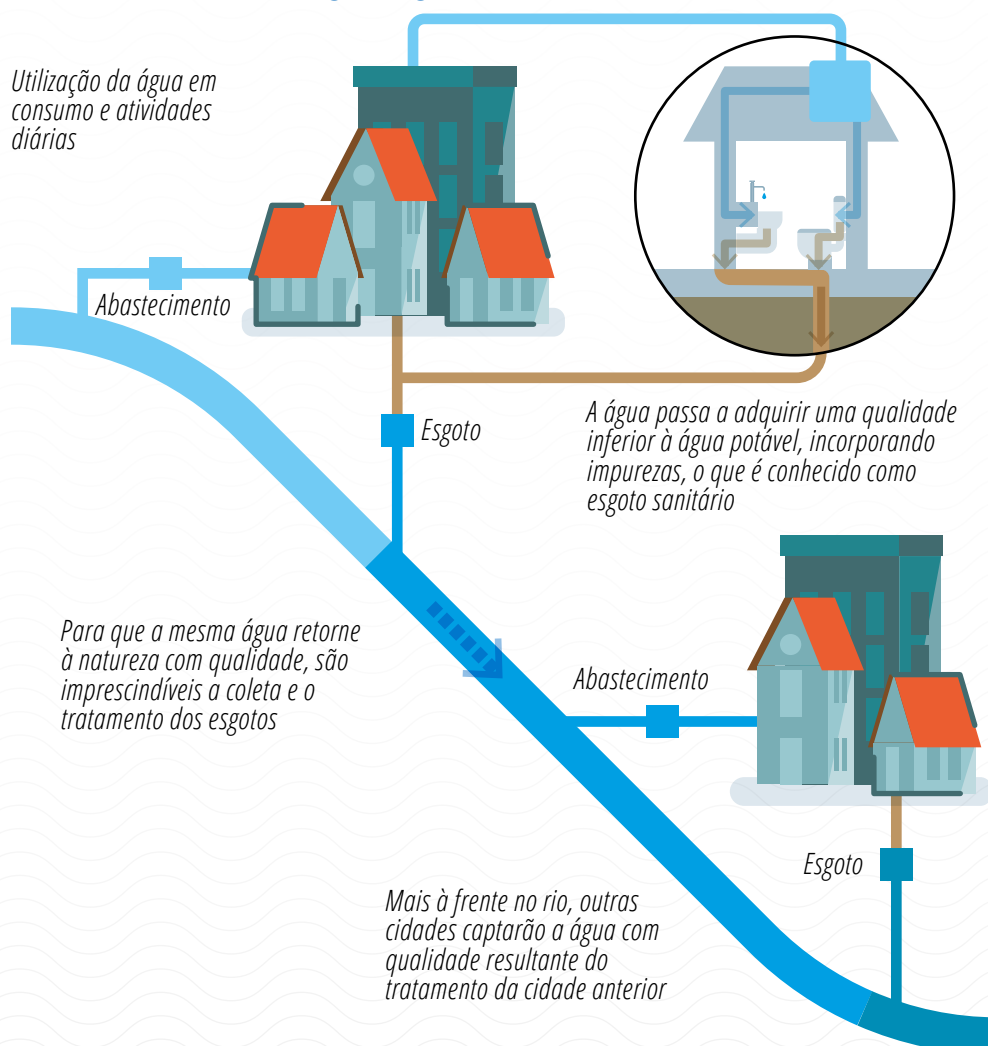 Utilização da água em
consumo e atividades
diárias
Abastecimento
Esgoto
A água passa a adquirir uma qualidade
inferior à água potável, incorporando
impurezas, o que é conhecido como
esgoto sanitário
Para que a mesma água retorne
à natureza com qualidade, são
imprescindíveis a coleta e o
tratamento dos esgotos
Abastecimento
Esgoto
Mais à frente no rio, outras
cidades captarão a água com
qualidade resultante do
tratamento da cidade anterior